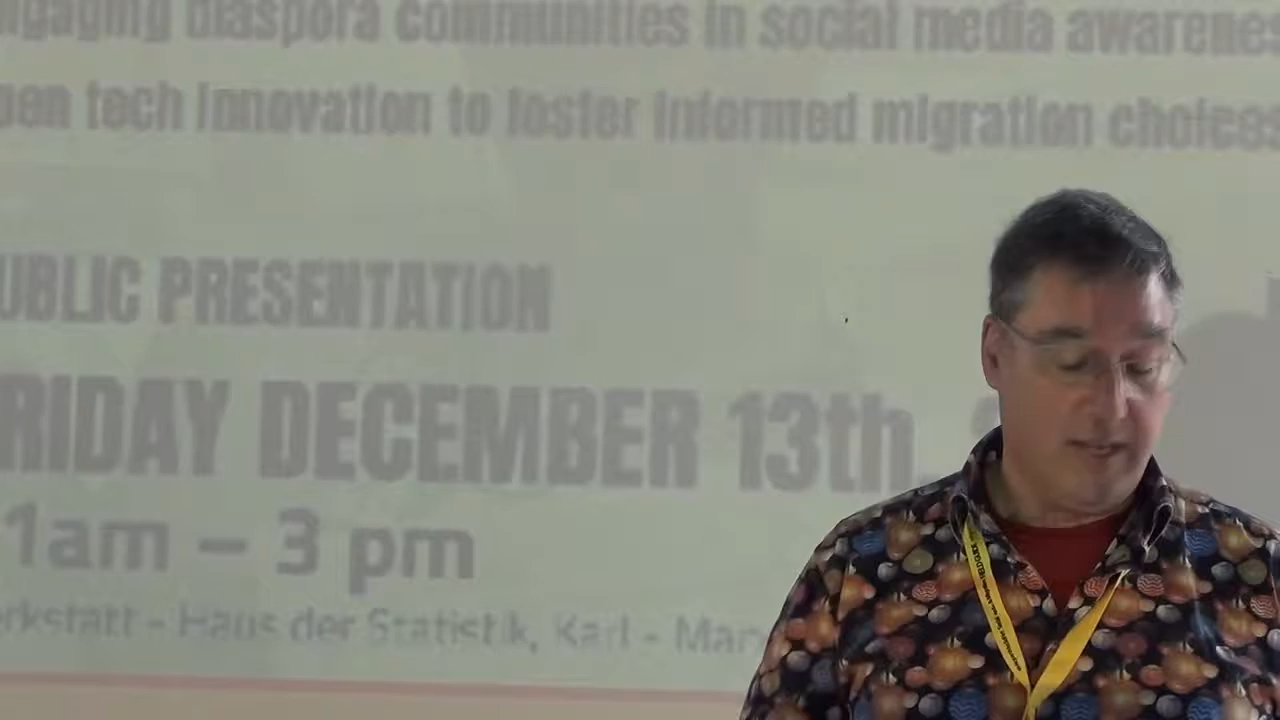 ngaging diaspora communities in social media awarenes
pen tech innovation to foster informed migration choices
UBLIC PRESENTATION
RIDAY DECEMBER 13th,
1am – 3 pm
erkstatt - Haus der Statistik, Karl - Mar